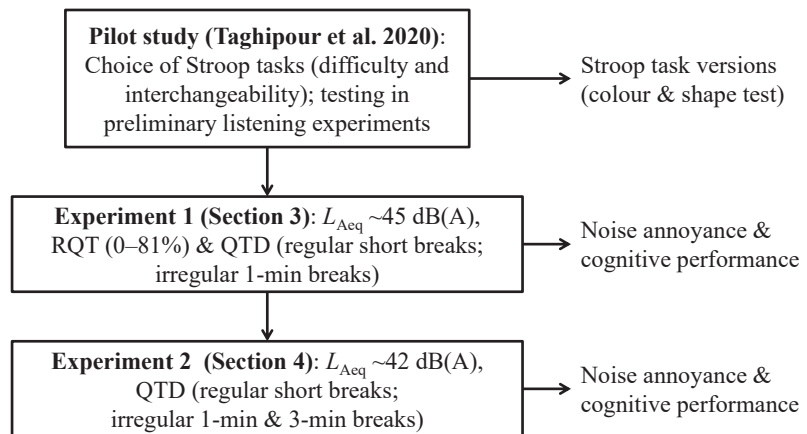 Pilot study (Taghipour et al. 2020):
Choice of Stroop tasks (difficulty and
interchangeability); testing in
preliminary listening experiments
Stroop task versions
(colour & shape test)
Experiment 1 (Section 3): LAeq ~45 dB(A),
RQT (0–81%) & QTD (regular short breaks;
irregular 1-min breaks)
Noise annoyance &
cognitive performance
Experiment 2 (Section 4): LAeq ~42 dB(A),
QTD (regular short breaks;
irregular 1-min & 3-min breaks)
Noise annoyance &
cognitive performance